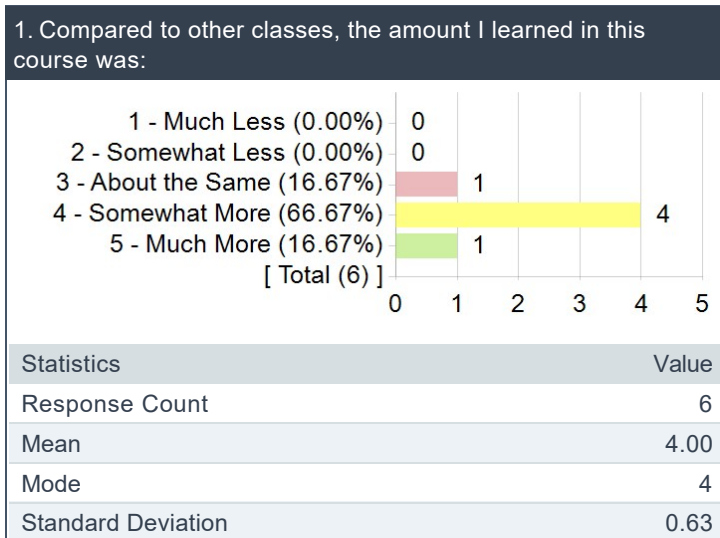 1. Compared to other classes, the amount I learned in this
course was:
1 - Much Less (0.00%) 0
2 - Somewhat Less (0.00%) 0
3 - About the Same (16.67%) 1
4 - Somewhat More (66.67%) 4
5 - Much More (16.67%) 1
[ Total (6) ]
0 1 2 3 4 5
Statistics Value
Response Count 6
Mean 4.00
Mode 4
Standard Deviation 0.63